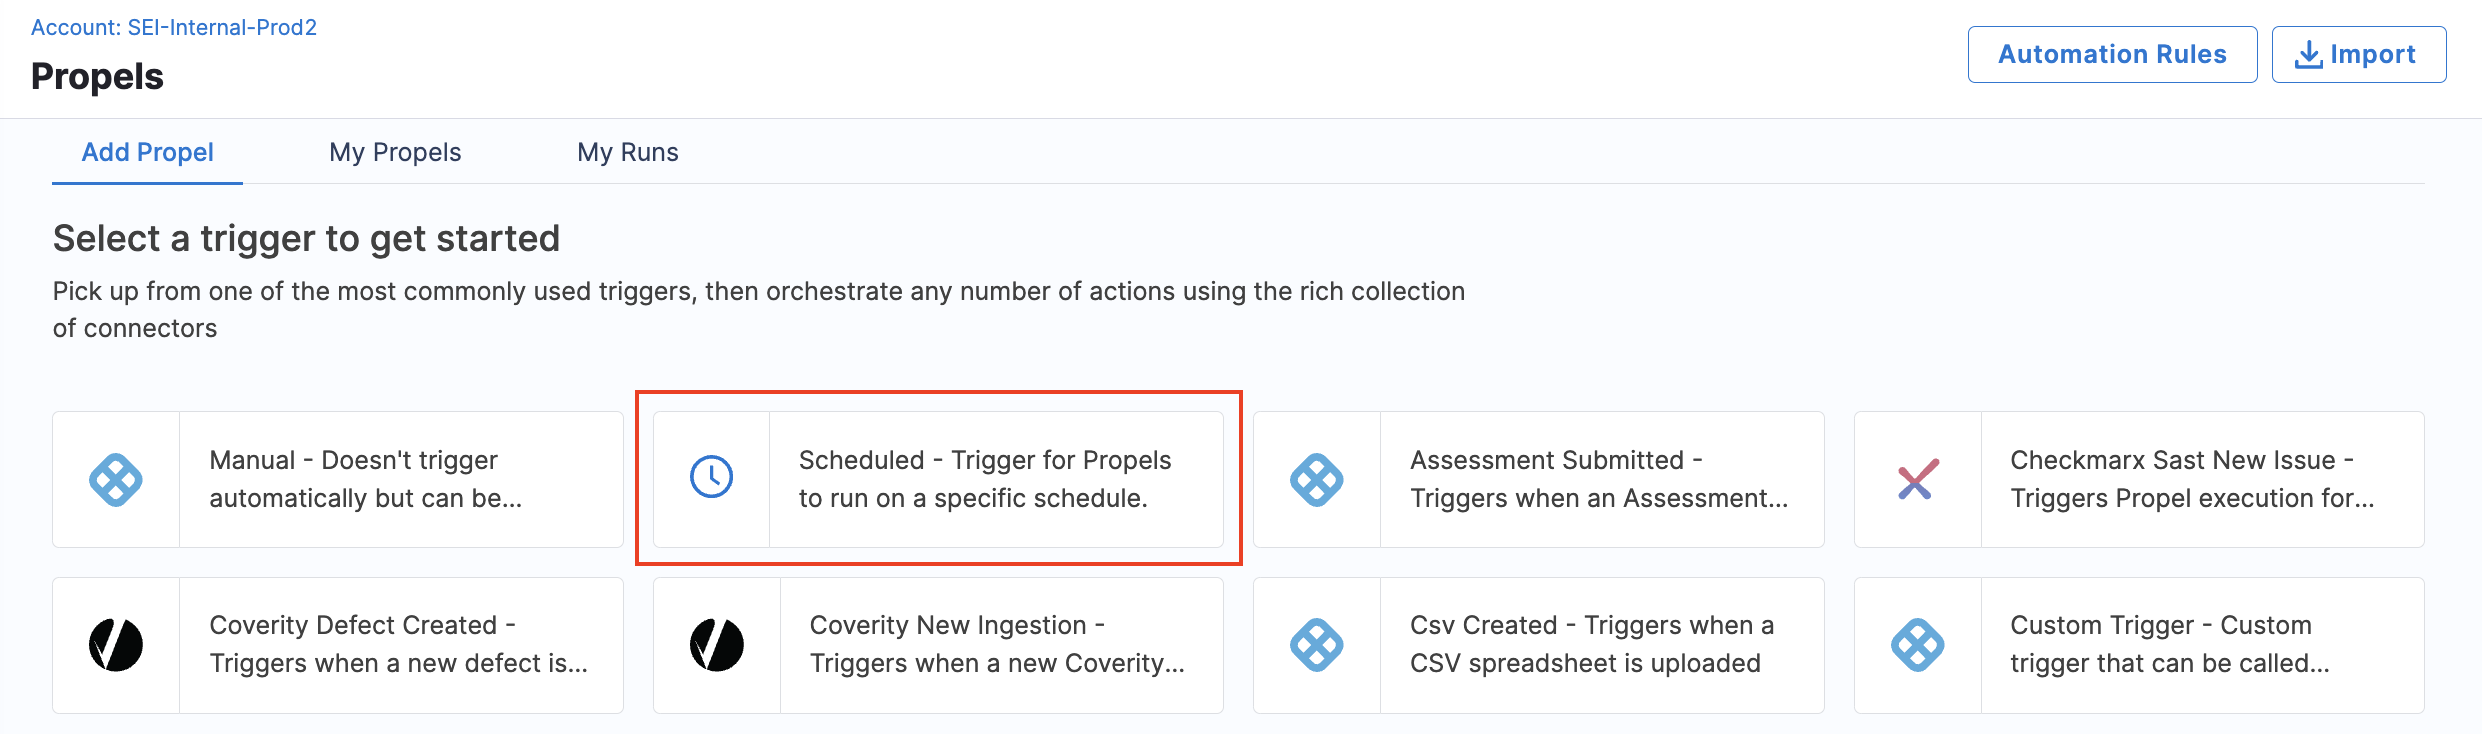 Account: SEI-Internal-Prod2
Propels
Automation Rules
Import
Add Propel
My Propels
My Runs
Select a trigger to get started
Pick up from one of the most commonly used triggers, then orchestrate any number of actions using the rich collection
of connectors
Manual - Doesn't trigger
automatically but can be...
Scheduled - Trigger for Propels
to run on a specific schedule.
Assessment Submitted -
Triggers when an Assessment...
Checkmarx Sast New Issue -
Triggers Propel execution for...
Coverity Defect Created -
Triggers when a new defect is...
Coverity New Ingestion -
Triggers when a new Coverity...
Csv Created - Triggers when a
CSV spreadsheet is uploaded
Custom Trigger - Custom
trigger that can be called...